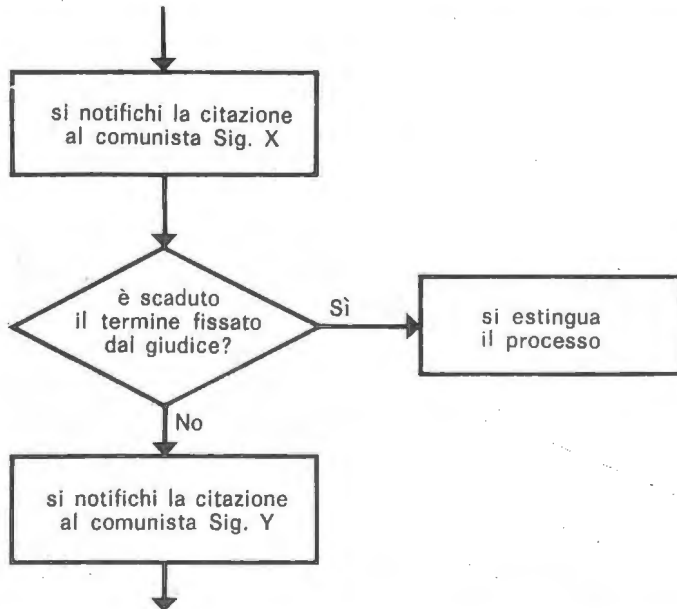 si notifichi la citazione
al comunista Sig. X
è scaduto
il termine fissato
dal giudice?
Sì
si estingua
il processo
No
si notifichi la citazione
al comunista Sig. Y